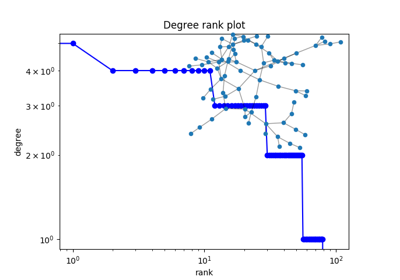 Degree rank plot
degree
4 × 10⁰
3 × 10⁰
2 × 10⁰
10⁰
10⁰
10¹
10²
rank